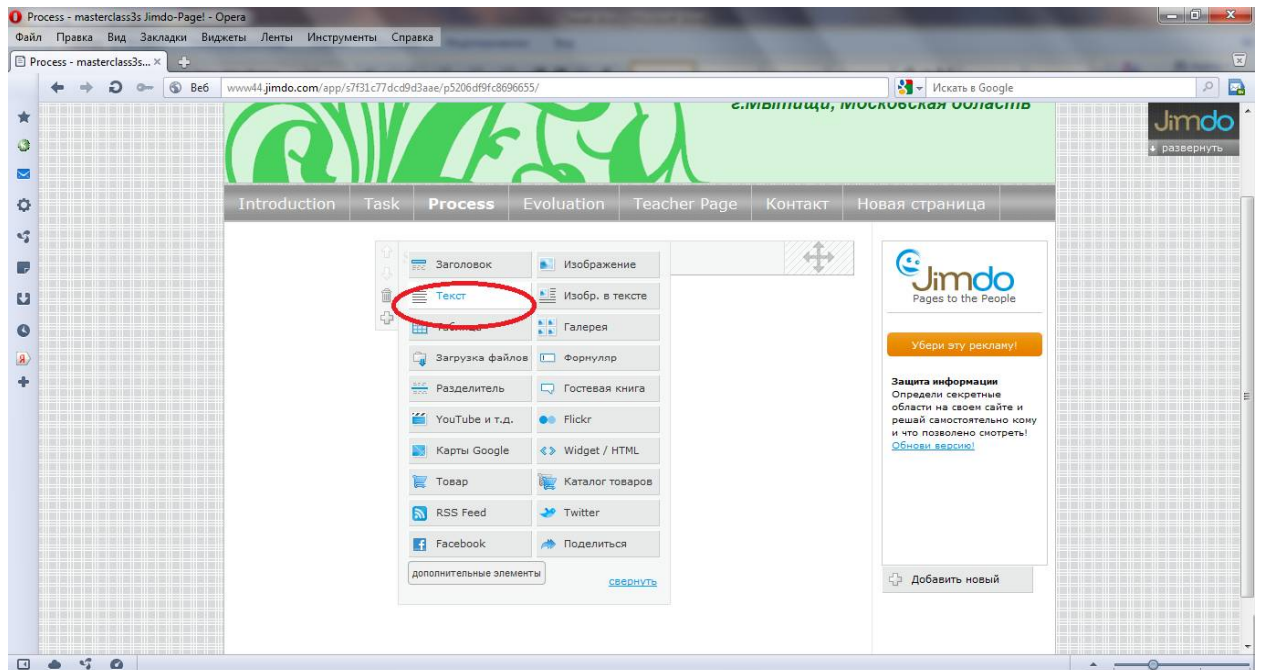 Process - masterclass3s Jimdo-Page! - Opera
Файл Правка Вид Закладки Виджеты Ленты Инструменты Справка
Process - masterclass3s...
Веб www44.jimdo.com/app/s7f31c77dcd9d3aae/p5206df9fc8696655/ Искать в Google
г.Мытищи, Московская область
Jimdo
развернуть
Introduction Task Process Evoluation Teacher Page Контакт Новая страница
Заголовок Изображение
Текст Изобр. в тексте
Таблица Галерея
Загрузка файлов Формуляр
Разделитель Гостевая книга
YouTube и т.д. Flickr
Карты Google Widget / HTML
Товар Каталог товаров
RSS Feed Twitter
Facebook Поделиться
дополнительные элементы
свернуть
Jimdo
Pages to the People
Убери эту рекламу!
Защита информации
Определи секретные
области на своем сайте и
решай самостоятельно кому
и что позволено смотреть!
Обнови версию!
Добавить новый